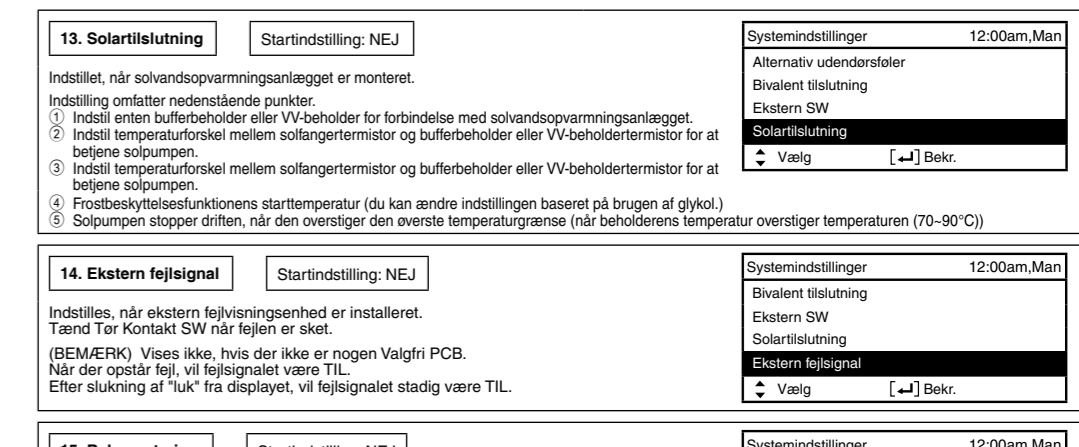 13. Solartilslutning
Startindstilling: NEJ
Indstillet, når solvandsopvarmningsanlægget er monteret.
Indstilling omfatter nedenstående punkter.
① Indstil enten bufferbeholder eller VV-beholder for forbindelse med solvandsopvarmningsanlægget.
② Indstil temperaturforskel mellem solfangertermistor og bufferbeholder eller VV-beholdertermistor for at
betjene solpumpen.
③ Indstil temperaturforskel mellem solfangertermistor og bufferbeholder eller VV-beholdertermistor for at
betjene solpumpen.
④ Frostbeskyttelsesfunktionens starttemperatur (du kan ændre indstillingen baseret på brugen af glykol.)
⑤ Solpumpen stopper driften, når den overstiger den øverste temperaturgrænse (når beholderens temperatur overstiger temperaturen (70~90°C))
Systemindstillinger 12:00am,Man
Alternativ udendørsføler
Bivalent tilslutning
Ekstern SW
Solartilslutning
Vælg [↵] Bekr.
14. Ekstern fejlsignal
Startindstilling: NEJ
Indstilles, når ekstern fejlvisningsenhed er installeret.
Tænd Tør Kontakt SW når fejlen er sket.
(BEMÆRK) Vises ikke, hvis der ikke er nogen Valgfri PCB.
Når der opstår fejl, vil fejlsignalet være TIL.
Efter slukning af "luk" fra displayet, vil fejlsignalet stadig være TIL.
Systemindstillinger 12:00am,Man
Bivalent tilslutning
Ekstern SW
Solartilslutning
Ekstern fejlsignal
Vælg [↵] Bekr.
Systemindstillinger 12:00am,Man